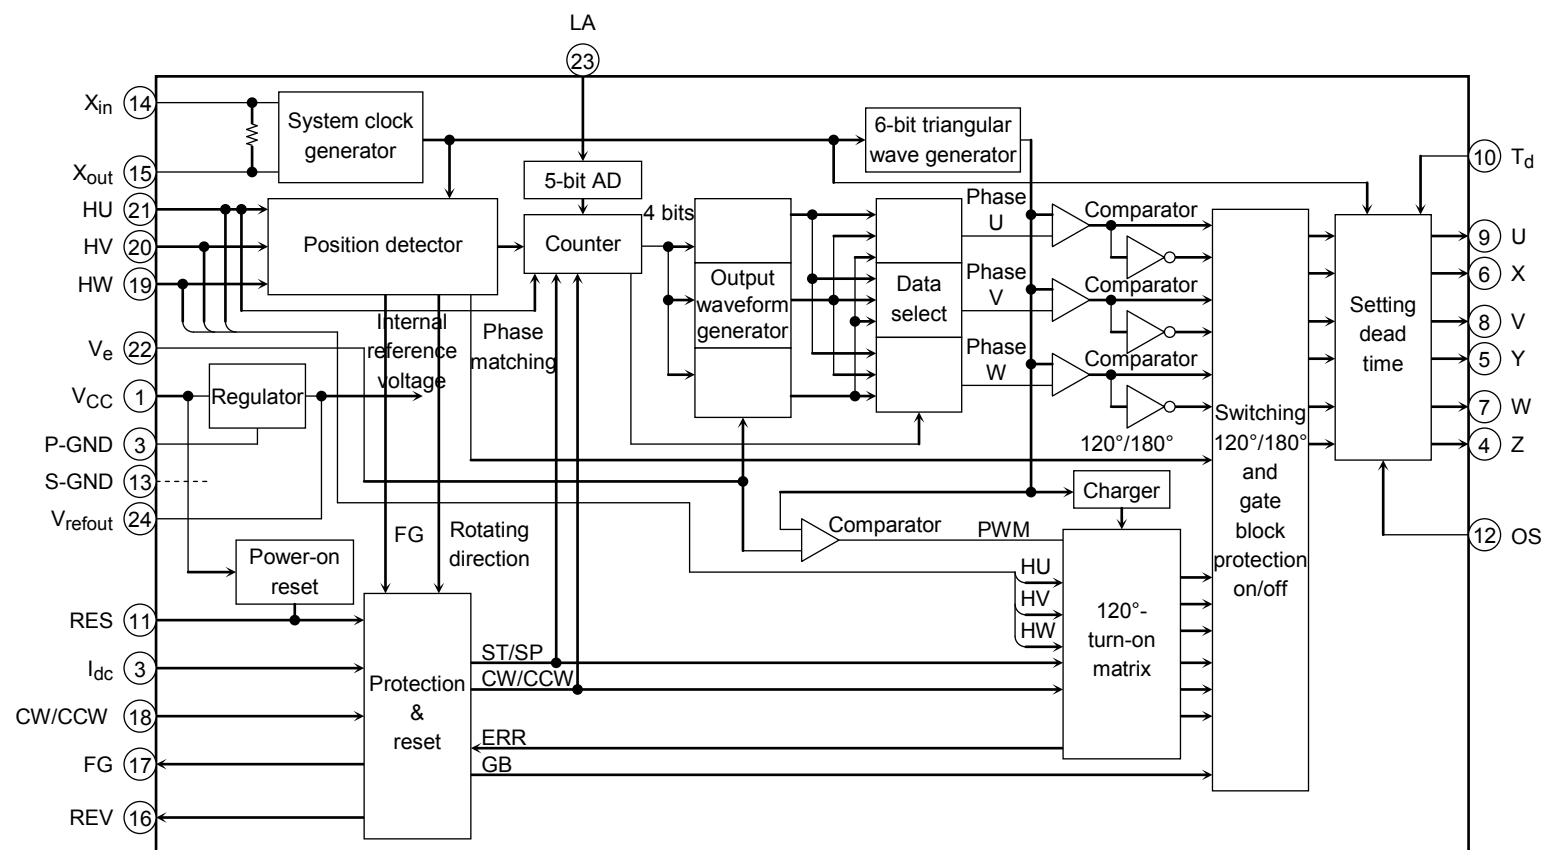 LA
23
Xin 14
System clock
generator
6-bit triangular
wave generator
10 Td
Xout 15
5-bit AD
HU 21
4 bits
Phase
U
Comparator
HV 20
Position detector
Counter
9 U
HW 19
Output
waveform
generator
Data
select
Phase
V
Comparator
6 X
Setting
dead
time
Internal
reference
voltage
Phase
matching
8 V
Ve 22
Phase
W
Comparator
5 Y
VCC 1
Regulator
7 W
P-GND 3
120°/180°
Switching
120°/180°
and
gate
block
protection
on/off
4 Z
S-GND 13
Charger
Vrefout 24
FG
Rotating
direction
Comparator
PWM
12 OS
Power-on
reset
HU
HV
HW
120°-
turn-on
matrix
RES 11
ST/SP
Idc 3
Protection
&
reset
CW/CCW
CW/CCW 18
ERR
FG 17
GB
REV 16